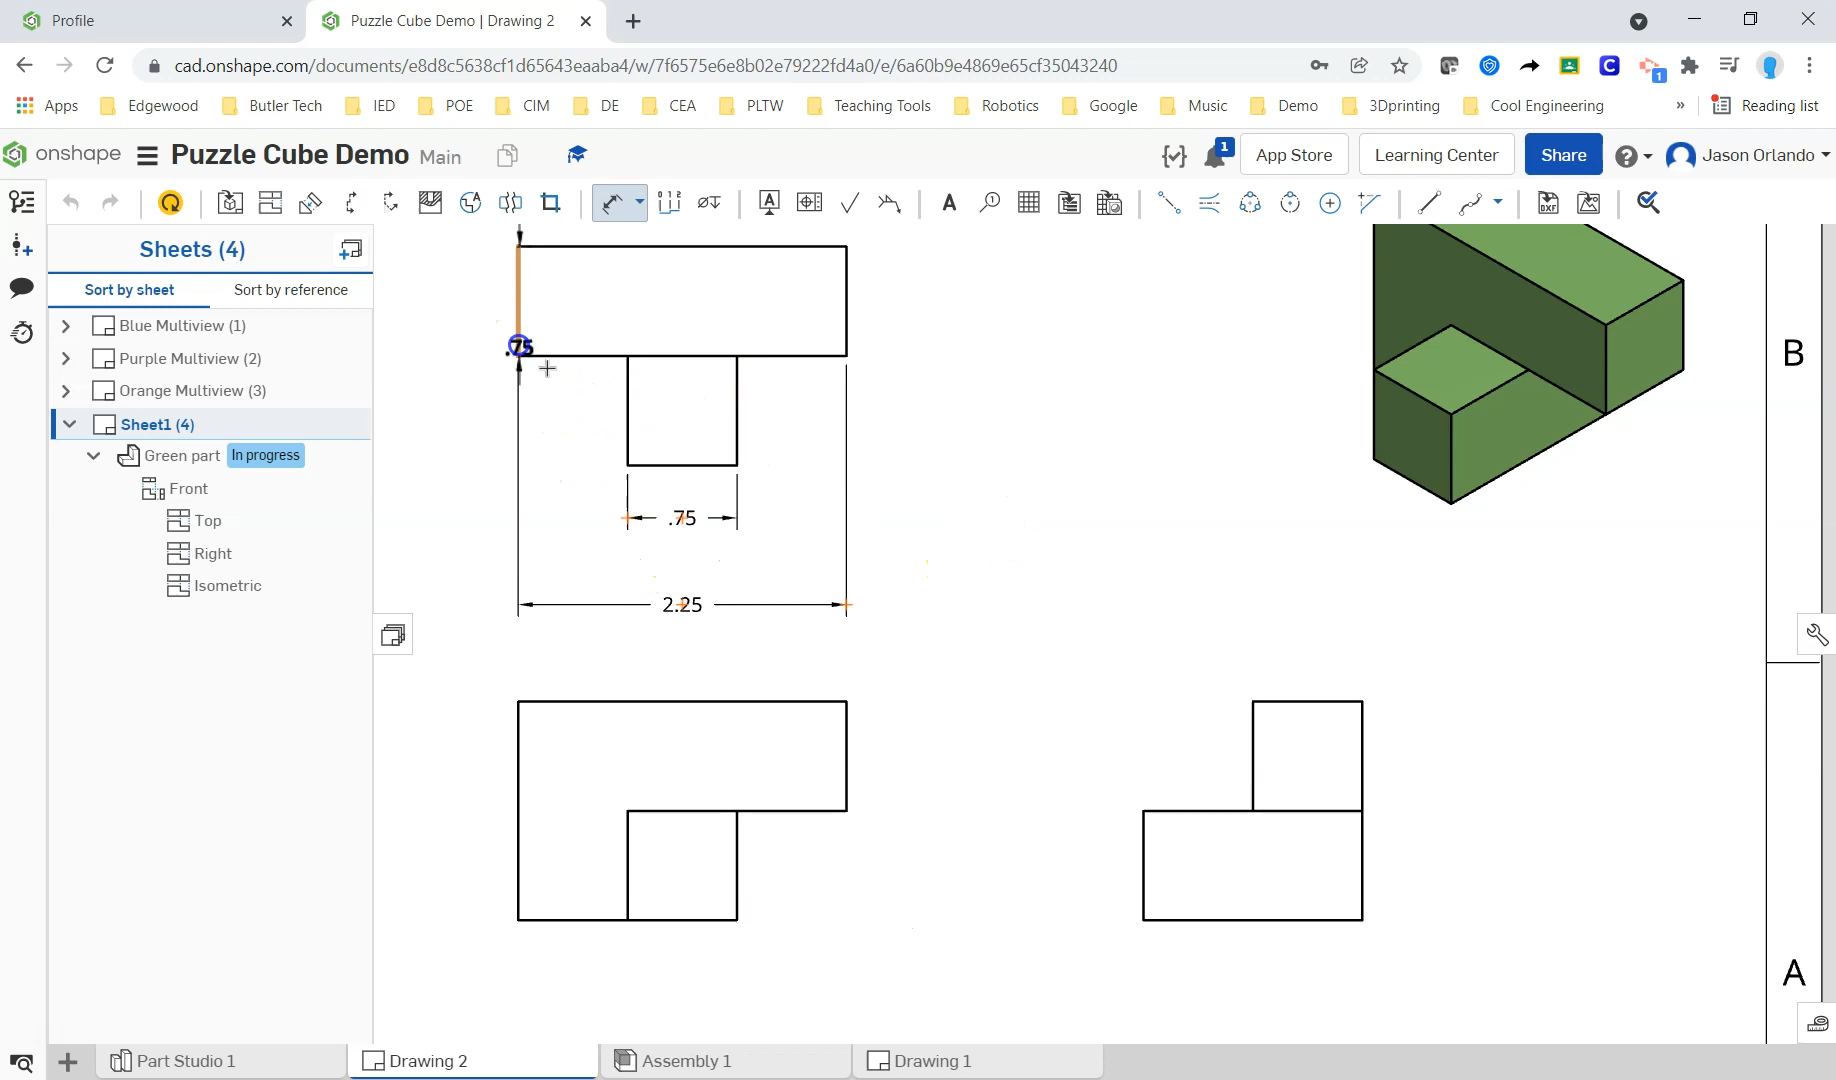 Profile
Puzzle Cube Demo | Drawing 2
cad.onshape.com/documents/e8d8c5638cf1d65643eaaba4/w/7f6575e6e8b02e79222fd4a0/e/6a60b9e4869e65cf35043240
1
Apps Edgewood Butler Tech IED POE CIM DE CEA PLTW Teaching Tools Robotics Google Music Demo 3Dprinting Cool Engineering » Reading list
onshape Puzzle Cube Demo Main
1
App Store Learning Center Share Jason Orlando
Sheets (4)
Sort by sheet Sort by reference
Blue Multiview (1)
Purple Multiview (2)
Orange Multiview (3)
Sheet1 (4)
Green part In progress
Front
Top
Right
Isometric
.75
.75
2.25
B
A
Part Studio 1 Drawing 2 Assembly 1 Drawing 1